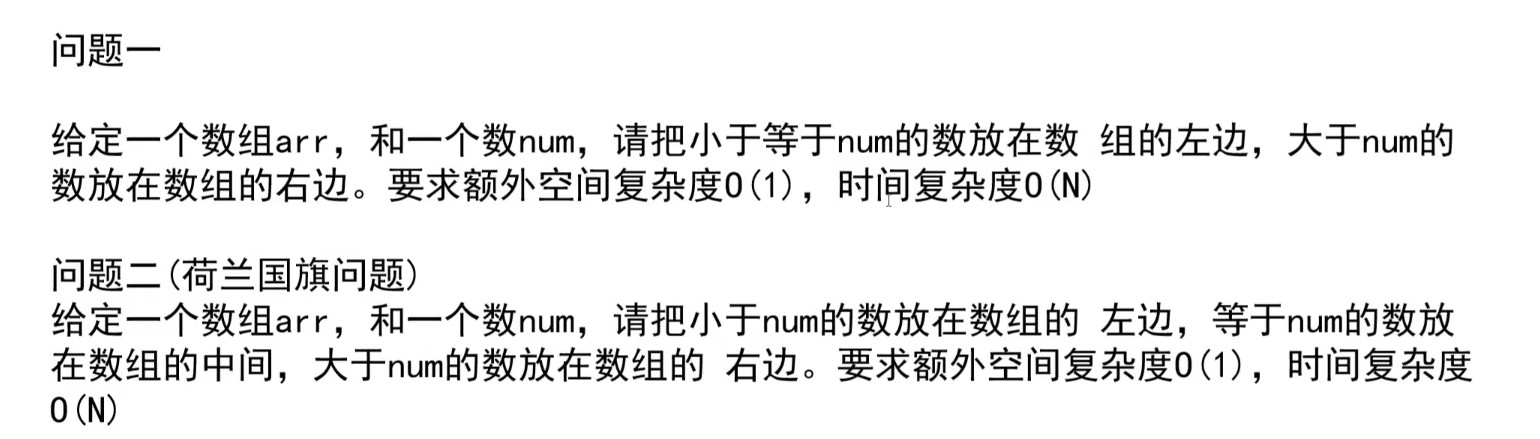 问题一
给定一个数组arr，和一个数num，请把小于等于num的数放在数 组的左边，大于num的
数放在数组的右边。要求额外空间复杂度O(1)，时间复杂度O(N)
问题二(荷兰国旗问题)
给定一个数组arr，和一个数num，请把小于num的数放在数组的 左边，等于num的数放
在数组的中间，大于num的数放在数组的 右边。要求额外空间复杂度O(1)，时间复杂度
O(N)